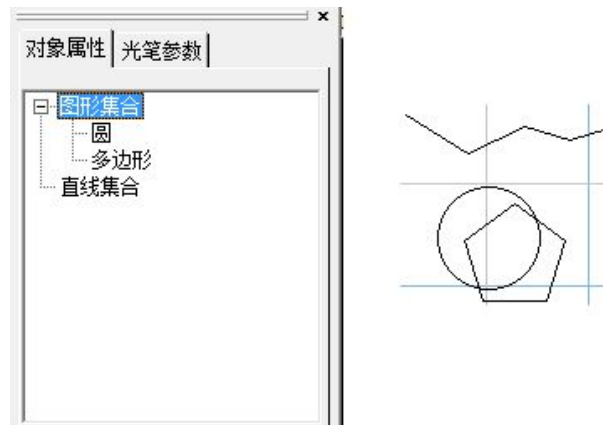 对象属性 光笔参数
图形集合
圆
多边形
直线集合